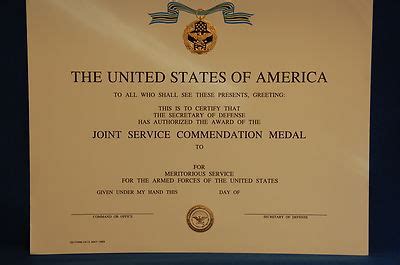 THE UNITED STATES OF AMERICA
TO ALL WHO SHALL SEE THESE PRESENTS, GREETING:
THIS IS TO CERTIFY THAT
THE SECRETARY OF DEFENSE
HAS AUTHORIZED THE AWARD OF THE
JOINT SERVICE COMMENDATION MEDAL
TO
FOR
MERITORIOUS SERVICE
FOR THE ARMED FORCES OF THE UNITED STATES
GIVEN UNDER MY HAND THIS DAY OF
COMMAND OR OFFICE SECRETARY OF DEFENSE